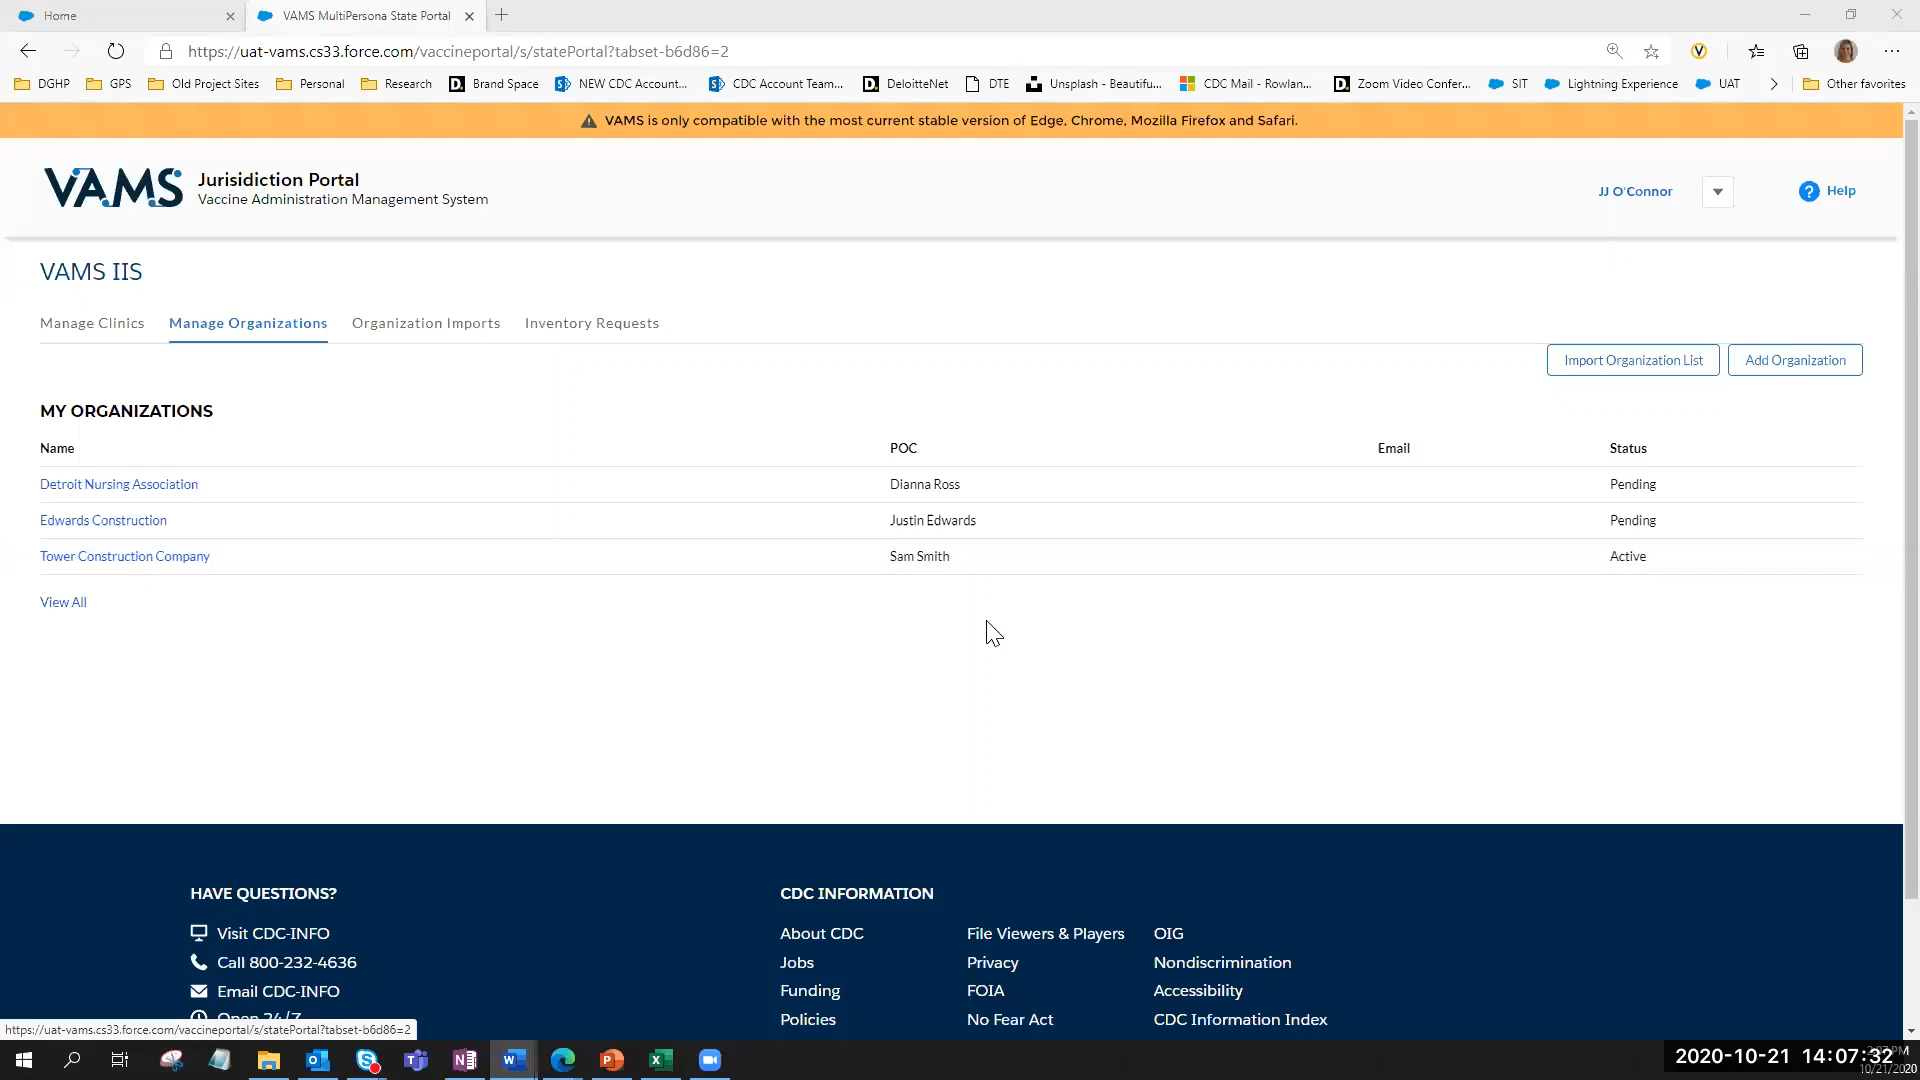 Home
VAMS MultiPersona State Portal
https://uat-vams.cs33.force.com/vaccineportal/s/statePortal?tabset-b6d86=2
DGHP GPS Old Project Sites Personal Research Brand Space NEW CDC Account... CDC Account Team... DeloitteNet DTE Unsplash - Beautifu... CDC Mail - Rowlan... Zoom Video Confer... SIT Lightning Experience UAT Other favorites
VAMS is only compatible with the most current stable version of Edge, Chrome, Mozilla Firefox and Safari.
VAMS
Jurisidiction Portal
Vaccine Administration Management System
JJ O'Connor
Help
VAMS IIS
Manage Clinics Manage Organizations Organization Imports Inventory Requests
Import Organization List Add Organization
MY ORGANIZATIONS
Name POC Email Status
Detroit Nursing Association Dianna Ross Pending
Edwards Construction Justin Edwards Pending
Tower Construction Company Sam Smith Active
View All
HAVE QUESTIONS?
Visit CDC-INFO
Call 800-232-4636
Email CDC-INFO
Open 24/7
CDC INFORMATION
About CDC File Viewers & Players OIG
Jobs Privacy Nondiscrimination
Funding FOIA Accessibility
Policies No Fear Act CDC Information Index
https://uat-vams.cs33.force.com/vaccineportal/s/statePortal?tabset-b6d86=2
2020-10-21 14:07:32
10/21/2020